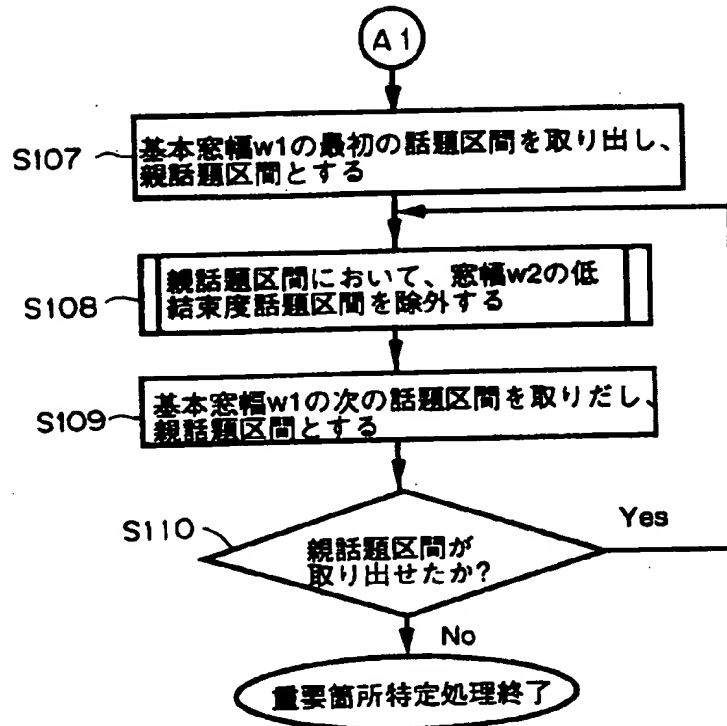 A1
S107
基本窓幅w1の最初の話題区間を取り出し、
親話題区間とする
S108
親話題区間において、窓幅w2の低
結束度話題区間を除外する
S109
基本窓幅w1の次の話題区間を取りだし、
親話題区間とする
S110
親話題区間が
取り出せたか?
Yes
No
重要箇所特定処理終了